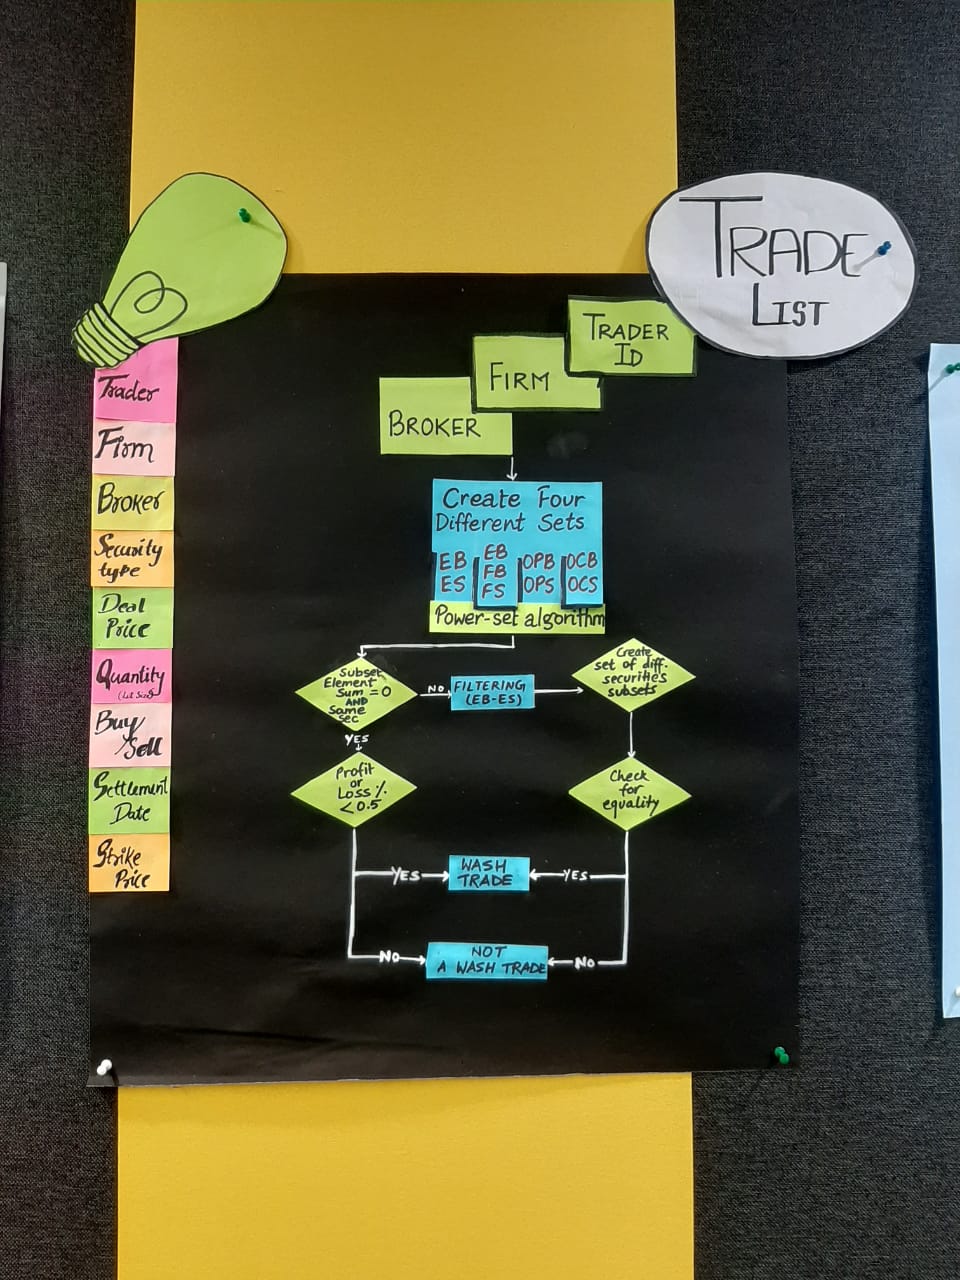 TRADE
LIST
TRADER
ID
FIRM
BROKER
Trader
Firm
Broker
Security
type
Deal
Price
Quantity
(Lot Size)
Buy/
Sell
Settlement
Date
Strike
Price
Create Four
Different Sets
EB
ES
EB
FB
FS
OPB
OPS
OCB
OCS
Power-set algorithm
Subset
Element
Sum =0
AND
Same
sec
NO
FILTERING
(EB-ES)
Create
set of diff.
securities
subsets
YES
Profit
or
Loss %
<0.5
Check
for
equality
YES
WASH
TRADE
YES
NO
NOT
A WASH TRADE
NO